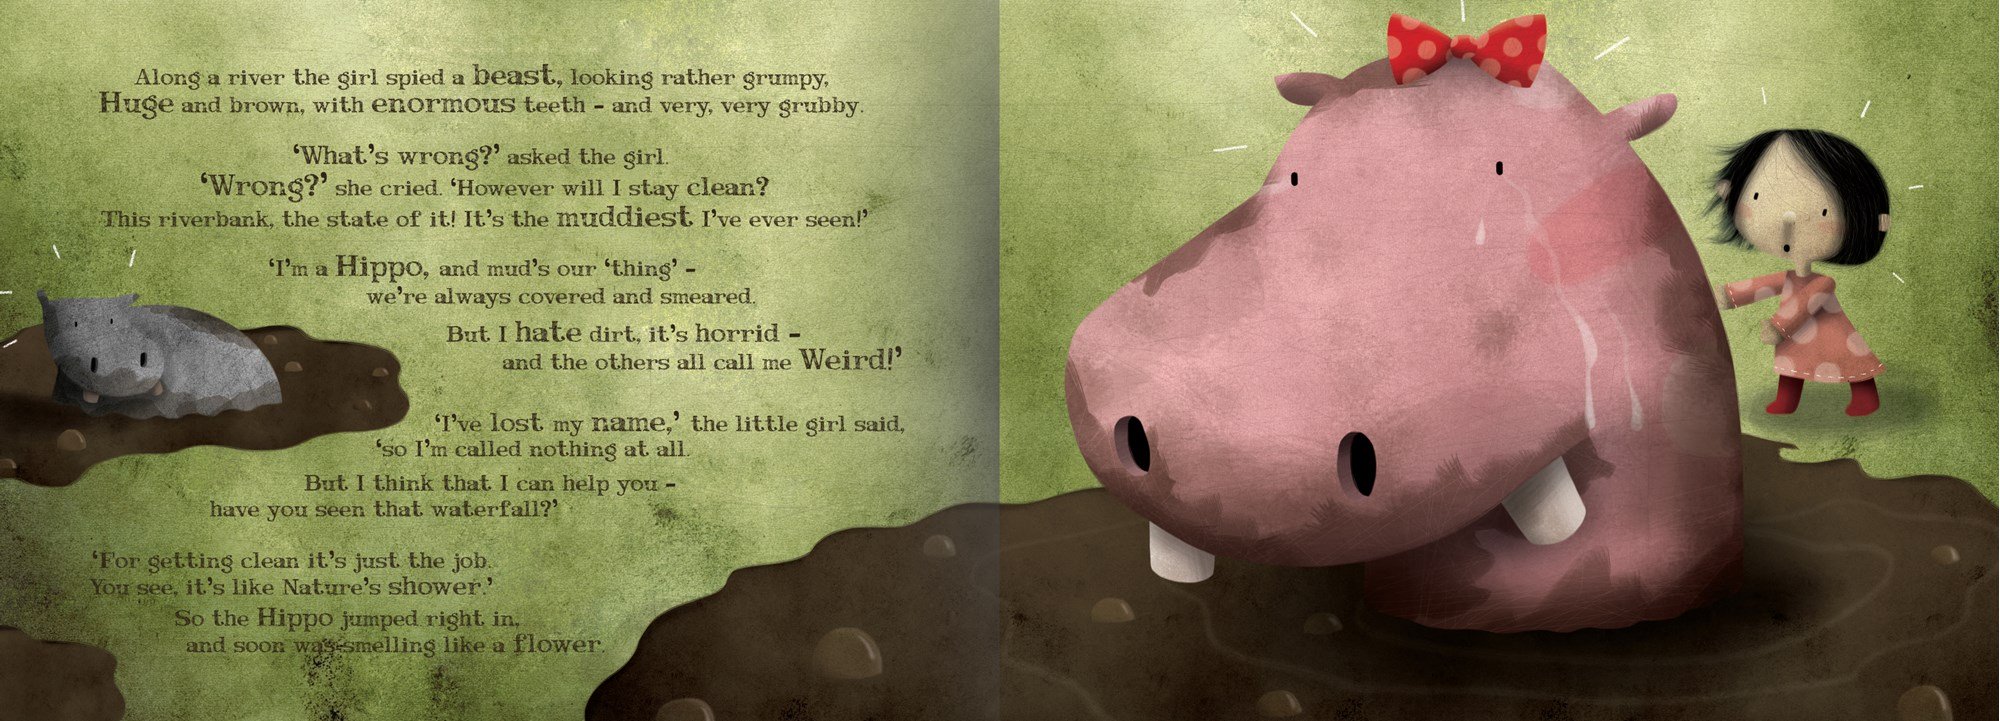 Along a river the girl spied a beast, looking rather grumpy,
Huge and brown, with enormous teeth – and very, very grubby.
‘What’s wrong?’ asked the girl.
‘Wrong?’ she cried. ‘However will I stay clean?
This riverbank, the state of it! It’s the muddiest I’ve ever seen!’
‘I’m a Hippo, and mud’s our ‘thing’ –
we’re always covered and smeared.
But I hate dirt, it’s horrid –
and the others all call me Weird!’
‘I’ve lost my name,’ the little girl said,
‘so I’m called nothing at all.
But I think that I can help you –
have you seen that waterfall?’
‘For getting clean it’s just the job.
You see, it’s like Nature’s shower.’
So the Hippo jumped right in,
and soon was smelling like a flower.